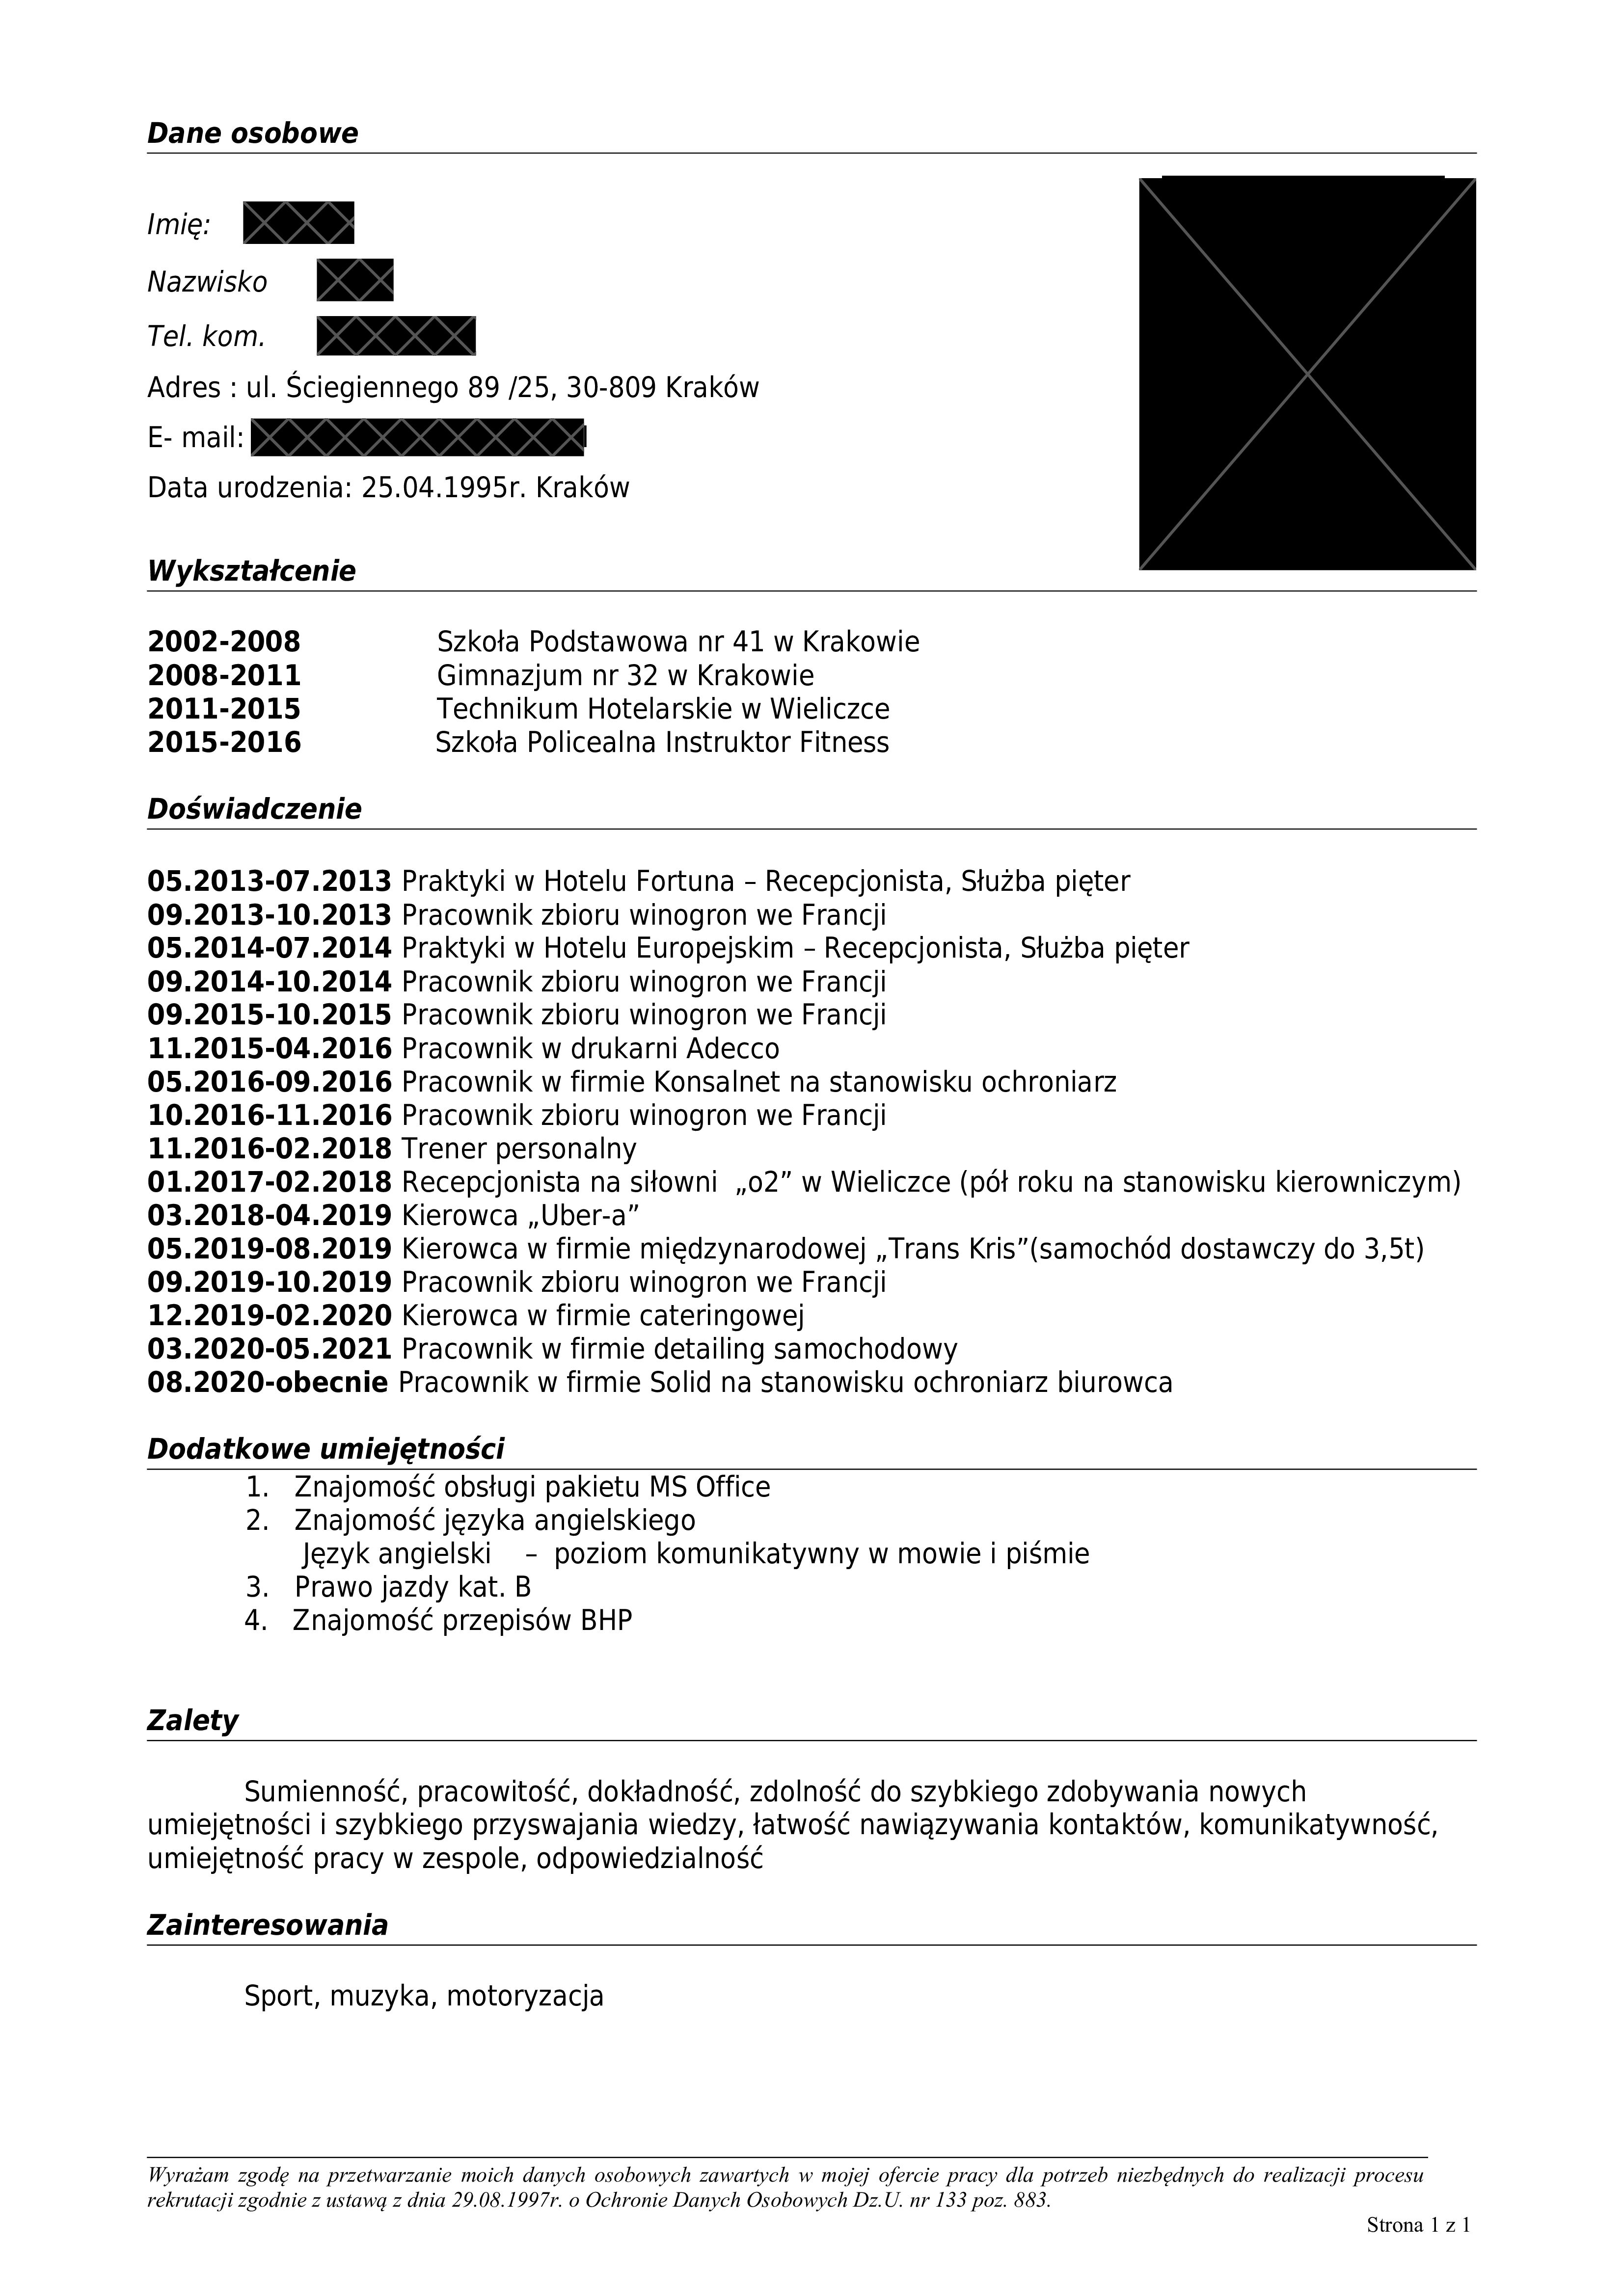 Dane osobowe
Imię:
Nazwisko
Tel. kom.
Adres : ul. Ściegiennego 89 /25, 30-809 Kraków
E- mail:
Data urodzenia: 25.04.1995r. Kraków
Wykształcenie
2002-2008 Szkoła Podstawowa nr 41 w Krakowie
2008-2011 Gimnazjum nr 32 w Krakowie
2011-2015 Technikum Hotelarskie w Wieliczce
2015-2016 Szkoła Policealna Instruktor Fitness
Doświadczenie
05.2013-07.2013 Praktyki w Hotelu Fortuna – Recepcjonista, Służba pięter
09.2013-10.2013 Pracownik zbioru winogron we Francji
05.2014-07.2014 Praktyki w Hotelu Europejskim – Recepcjonista, Służba pięter
09.2014-10.2014 Pracownik zbioru winogron we Francji
09.2015-10.2015 Pracownik zbioru winogron we Francji
11.2015-04.2016 Pracownik w drukarni Adecco
05.2016-09.2016 Pracownik w firmie Konsalnet na stanowisku ochroniarz
10.2016-11.2016 Pracownik zbioru winogron we Francji
11.2016-02.2018 Trener personalny
01.2017-02.2018 Recepcjonista na siłowni „o2” w Wieliczce (pół roku na stanowisku kierowniczym)
03.2018-04.2019 Kierowca „Uber-a”
05.2019-08.2019 Kierowca w firmie międzynarodowej „Trans Kris”(samochód dostawczy do 3,5t)
09.2019-10.2019 Pracownik zbioru winogron we Francji
12.2019-02.2020 Kierowca w firmie cateringowej
03.2020-05.2021 Pracownik w firmie detailing samochodowy
08.2020-obecnie Pracownik w firmie Solid na stanowisku ochroniarz biurowca
Dodatkowe umiejętności
1. Znajomość obsługi pakietu MS Office
2. Znajomość języka angielskiego
Język angielski – poziom komunikatywny w mowie i piśmie
3. Prawo jazdy kat. B
4. Znajomość przepisów BHP
Zalety
Sumienność, pracowitość, dokładność, zdolność do szybkiego zdobywania nowych
umiejętności i szybkiego przyswajania wiedzy, łatwość nawiązywania kontaktów, komunikatywność,
umiejętność pracy w zespole, odpowiedzialność
Zainteresowania
Sport, muzyka, motoryzacja
Wyrażam zgodę na przetwarzanie moich danych osobowych zawartych w mojej ofercie pracy dla potrzeb niezbędnych do realizacji procesu
rekrutacji zgodnie z ustawą z dnia 29.08.1997r. o Ochronie Danych Osobowych Dz.U. nr 133 poz. 883.
Strona 1 z 1